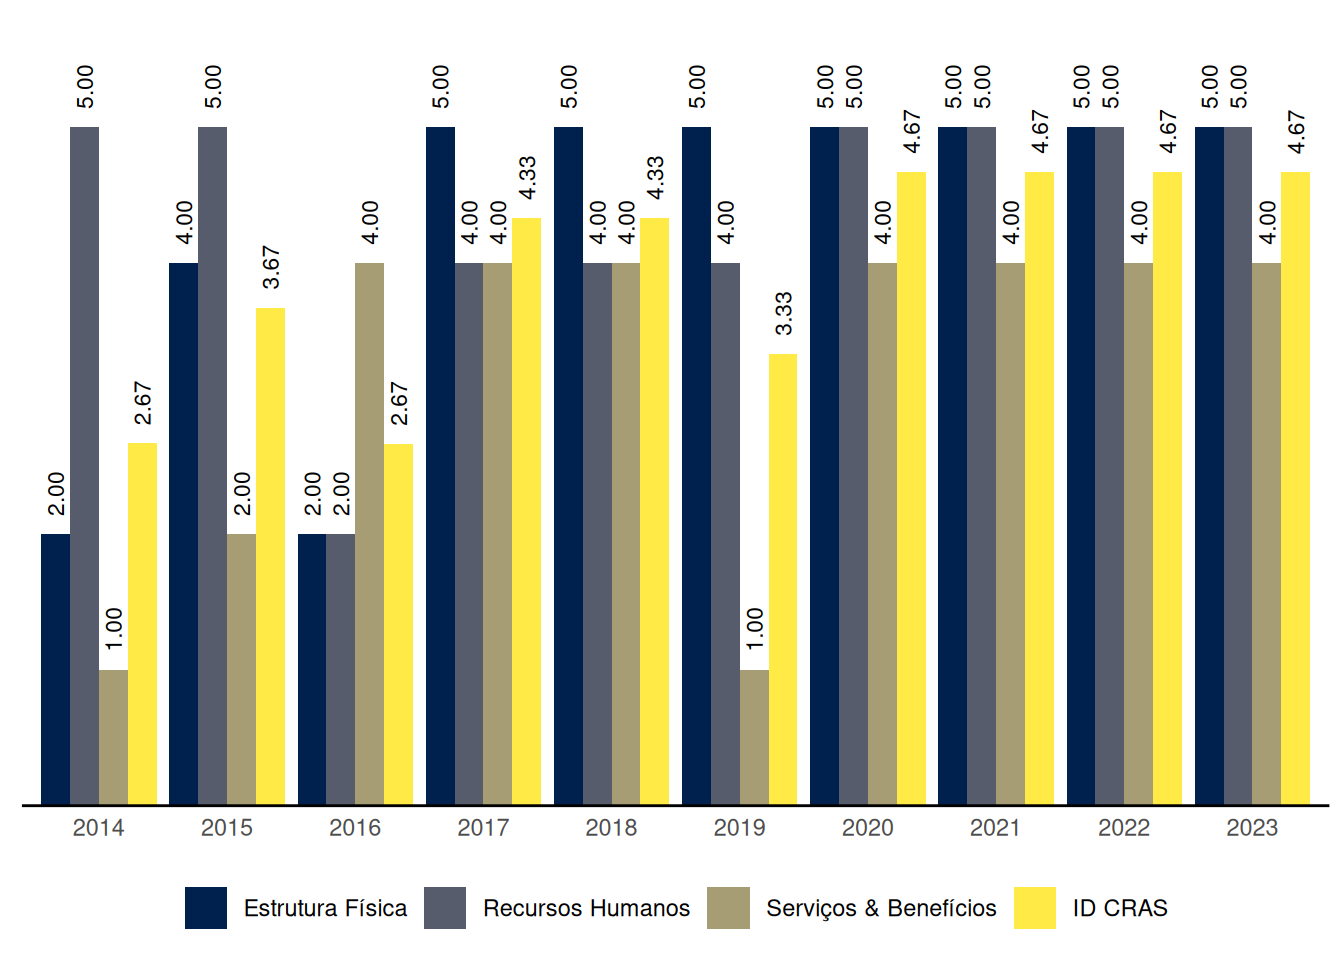 2.00 5.00 1.00 2.67 4.00 5.00 2.00 3.67 2.00 2.00 4.00 2.67 5.00 4.00 4.00 4.33 5.00 4.00 4.00 4.33 5.00 4.00 1.00 3.33 5.00 5.00 4.00 4.67 5.00 5.00 4.00 4.67 5.00 5.00 4.00 4.67 5.00 5.00 4.00 4.67
2014 2015 2016 2017 2018 2019 2020 2021 2022 2023
Estrutura Física Recursos Humanos Serviços & Benefícios ID CRAS